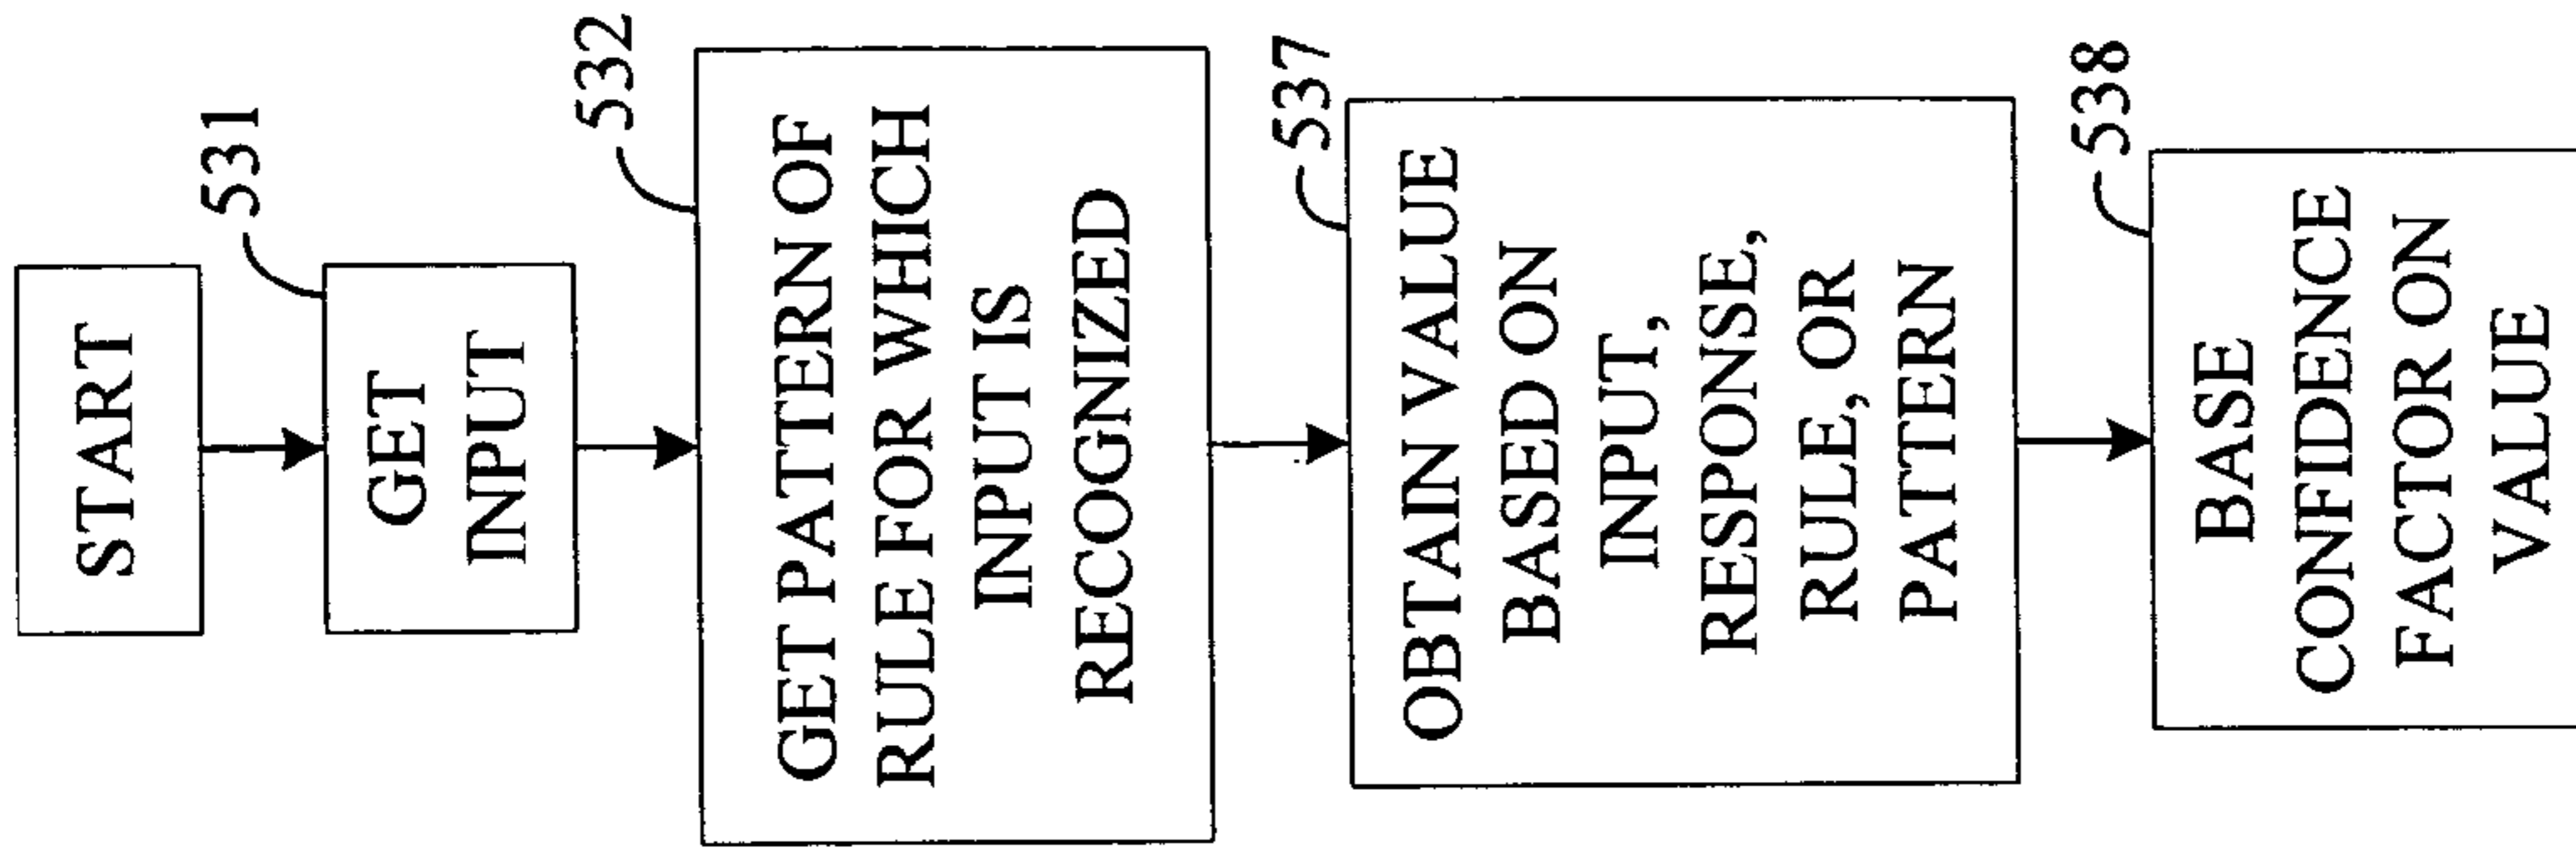 START
531
GET
INPUT
532
GET PATTERN OF
RULE FOR WHICH
INPUT IS
RECOGNIZED
537
OBTAIN VALUE
BASED ON
INPUT,
RESPONSE,
RULE, OR
PATTERN
538
BASE
CONFIDENCE
FACTOR ON
VALUE